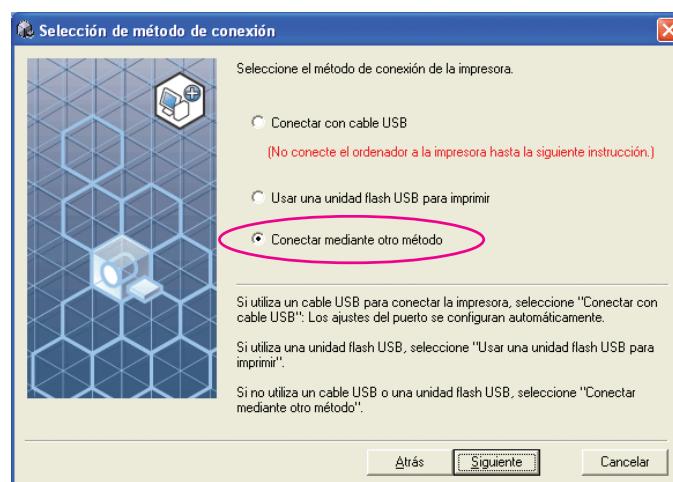 Selección de método de conexión
Seleccione el método de conexión de la impresora.
Conectar con cable USB
(No conecte el ordenador a la impresora hasta la siguiente instrucción.)
Usar una unidad flash USB para imprimir
Conectar mediante otro método
Si utiliza un cable USB para conectar la impresora, seleccione "Conectar con
cable USB": Los ajustes del puerto se configuran automáticamente.
Si utiliza una unidad flash USB, seleccione "Usar una unidad flash USB para
imprimir".
Si no utiliza un cable USB o una unidad flash USB, seleccione "Conectar
mediante otro método".
Atrás
Siguiente
Cancelar